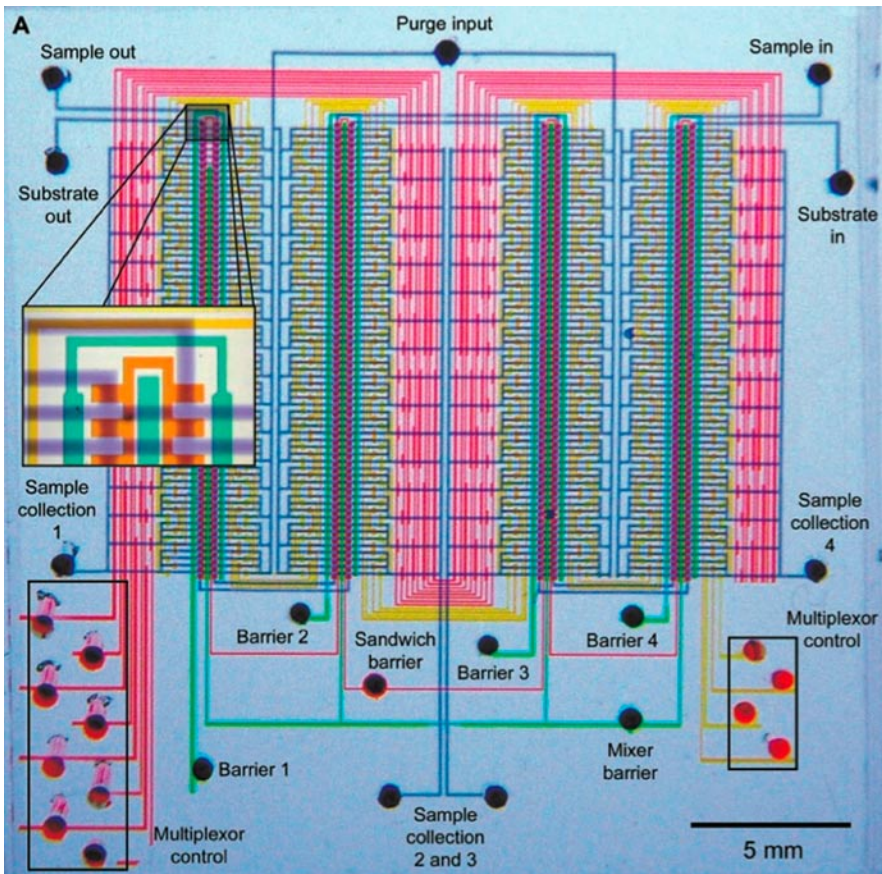 A
Purge input
Sample out
Sample in
Substrate
out
Substrate
in
Sample
collection
1
Sample
collection
4
Barrier 2
Sandwich
barrier
Barrier 3
Barrier 4
Multiplexor
control
Barrier 1
Mixer
barrier
Multiplexor
control
Sample
collection
2 and 3
5 mm